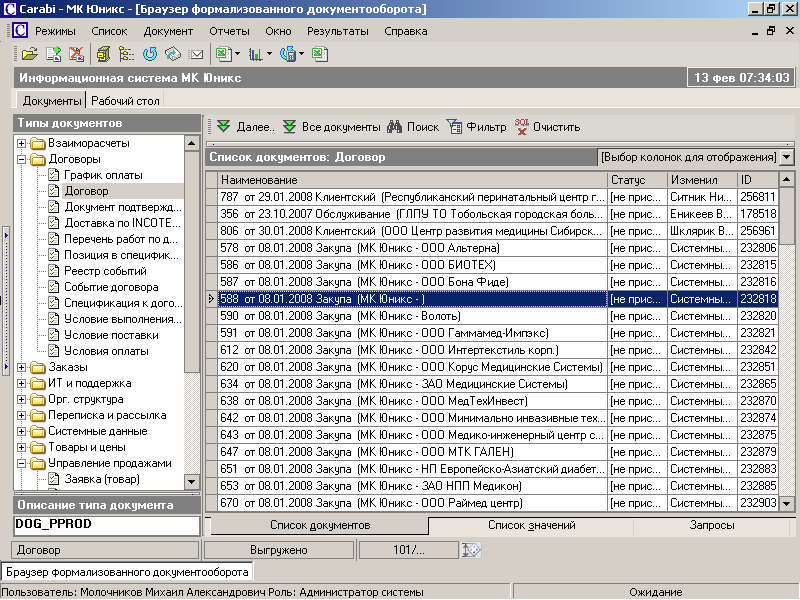 Carabi - МК Юникс - [Браузер формализованного документооборота]
Режимы Список Документ Отчеты Окно Результаты Справка
Информационная система МК Юникс 13 фев 07:34:03
Документы Рабочий стол
Типы документов
Взаиморасчеты
Договоры
График оплаты
Договор
Документ подтвержд...
Доставка по INCOTE...
Перечень работ по д...
Позиция в специфик...
Реестр событий
Событие договора
Спецификация к дого...
Условие выполнения...
Условие поставки
Условия оплаты
Заказы
ИТ и поддержка
Орг. структура
Переписка и рассылка
Системные данные
Товары и цены
Управление продажами
Заявка (товар)
Описание типа документа
DOG_PPROD
Далее.. Все документы Поиск Фильтр SQL Очистить
Список документов: Договор [Выбор колонок для отображения]
Наименование Статус Изменил ID
787 от 29.01.2008 Клиентский (Республиканский перинатальный центр г... [не прис... Ситник Ни... 256811
356 от 23.10.2007 Обслуживание (ГЛПУ ТО Тобольская городская боль... [не прис... Еникеев В... 178518
806 от 30.01.2008 Клиентский (ООО Центр развития медицины Сибирск... [не прис... Шклярик В... 256961
578 от 08.01.2008 Закупа (МК Юникс - ООО Альтерна) [не прис... Системны... 232806
586 от 08.01.2008 Закупа (МК Юникс - ООО БИОТЕХ) [не прис... Системны... 232815
587 от 08.01.2008 Закупа (МК Юникс - ООО Бона Фиде) [не прис... Системны... 232816
588 от 08.01.2008 Закупа (МК Юникс - ) [не прис... Системны... 232818
590 от 08.01.2008 Закупа (МК Юникс - Волоть) [не прис... Системны... 232820
591 от 08.01.2008 Закупа (МК Юникс - ООО Гаммамед-Импэкс) [не прис... Системны... 232821
612 от 08.01.2008 Закупа (МК Юникс - ООО Интертекстиль корп.) [не прис... Системны... 232842
620 от 08.01.2008 Закупа (МК Юникс - ООО Корус Медицинские Системы) [не прис... Системны... 232851
634 от 08.01.2008 Закупа (МК Юникс - ЗАО Медицинские Системы) [не прис... Системны... 232865
638 от 08.01.2008 Закупа (МК Юникс - ООО МедТехИнвест) [не прис... Системны... 232870
642 от 08.01.2008 Закупа (МК Юникс - ООО Минимально инвазивные тех... [не прис... Системны... 232874
643 от 08.01.2008 Закупа (МК Юникс - ООО Медико-инженерный центр с... [не прис... Системны... 232875
647 от 08.01.2008 Закупа (МК Юникс - ООО МТК ГАЛЕН) [не прис... Системны... 232879
651 от 08.01.2008 Закупа (МК Юникс - НП Европейско-Азиатский диабет... [не прис... Системны... 232883
653 от 08.01.2008 Закупа (МК Юникс - ЗАО НПП Медикон) [не прис... Системны... 232885
670 от 08.01.2008 Закупа (МК Юникс - ООО Раймед центр) [не прис... Системны... 232903
Список документов Список значений Запросы
Договор Выгружено 101/...
Браузер формализованного документооборота
Пользователь: Молочников Михаил Александрович Роль: Администратор системы Ожидание